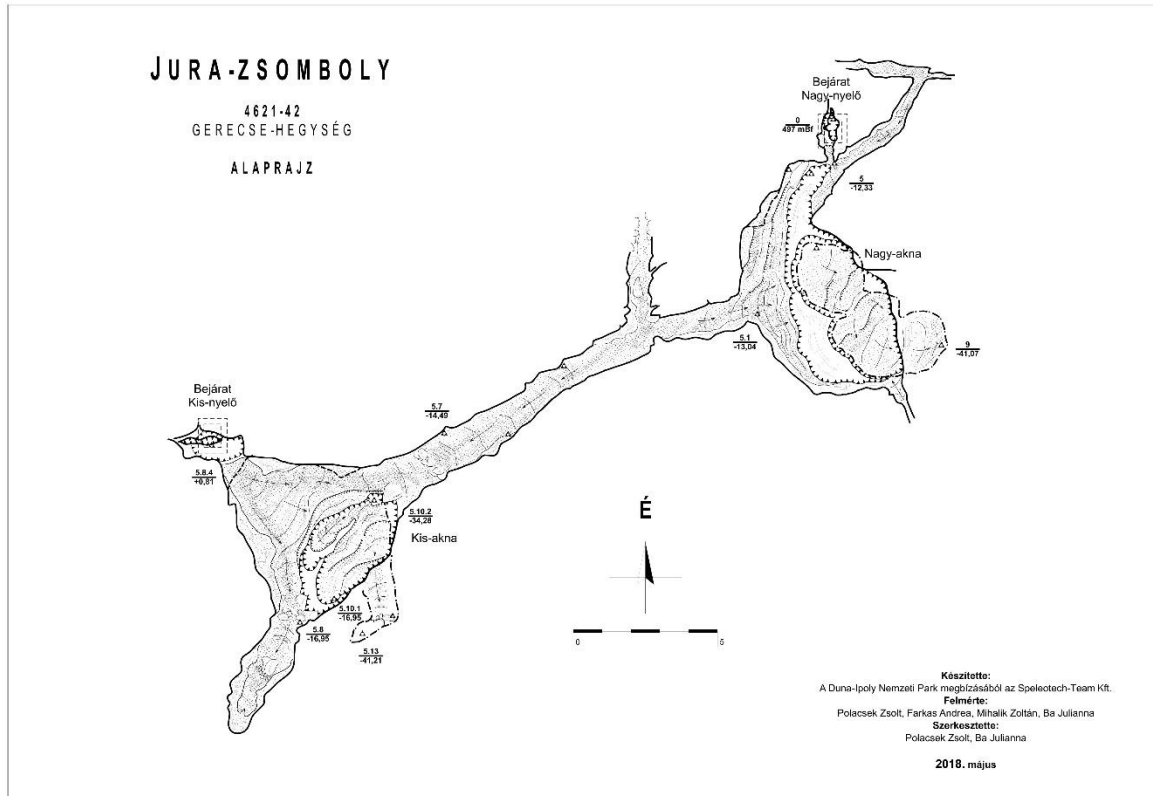 JURA-ZSOMBOLY
4621-42
GERECSE-HEGYSÉG
ALAPRAJZ
Bejárat
Nagy-nyelő
0
497 mBf
5
-12,33
Nagy-akna
5.1
-13,04
9
-41,07
Bejárat
Kis-nyelő
5.7
-14,49
5.8.4
+0,81
5.10.2
-34,28
Kis-akna
É
5.10.1
-16,95
5.8
-16,95
5.13
-41,21
0
5
Készítette:
A Duna-Ipoly Nemzeti Park megbízásából az Speleotech-Team Kft.
Felmérte:
Polacsek Zsolt, Farkas Andrea, Mihalik Zoltán, Ba Julianna
Szerkesztette:
Polacsek Zsolt, Ba Julianna
2018. május